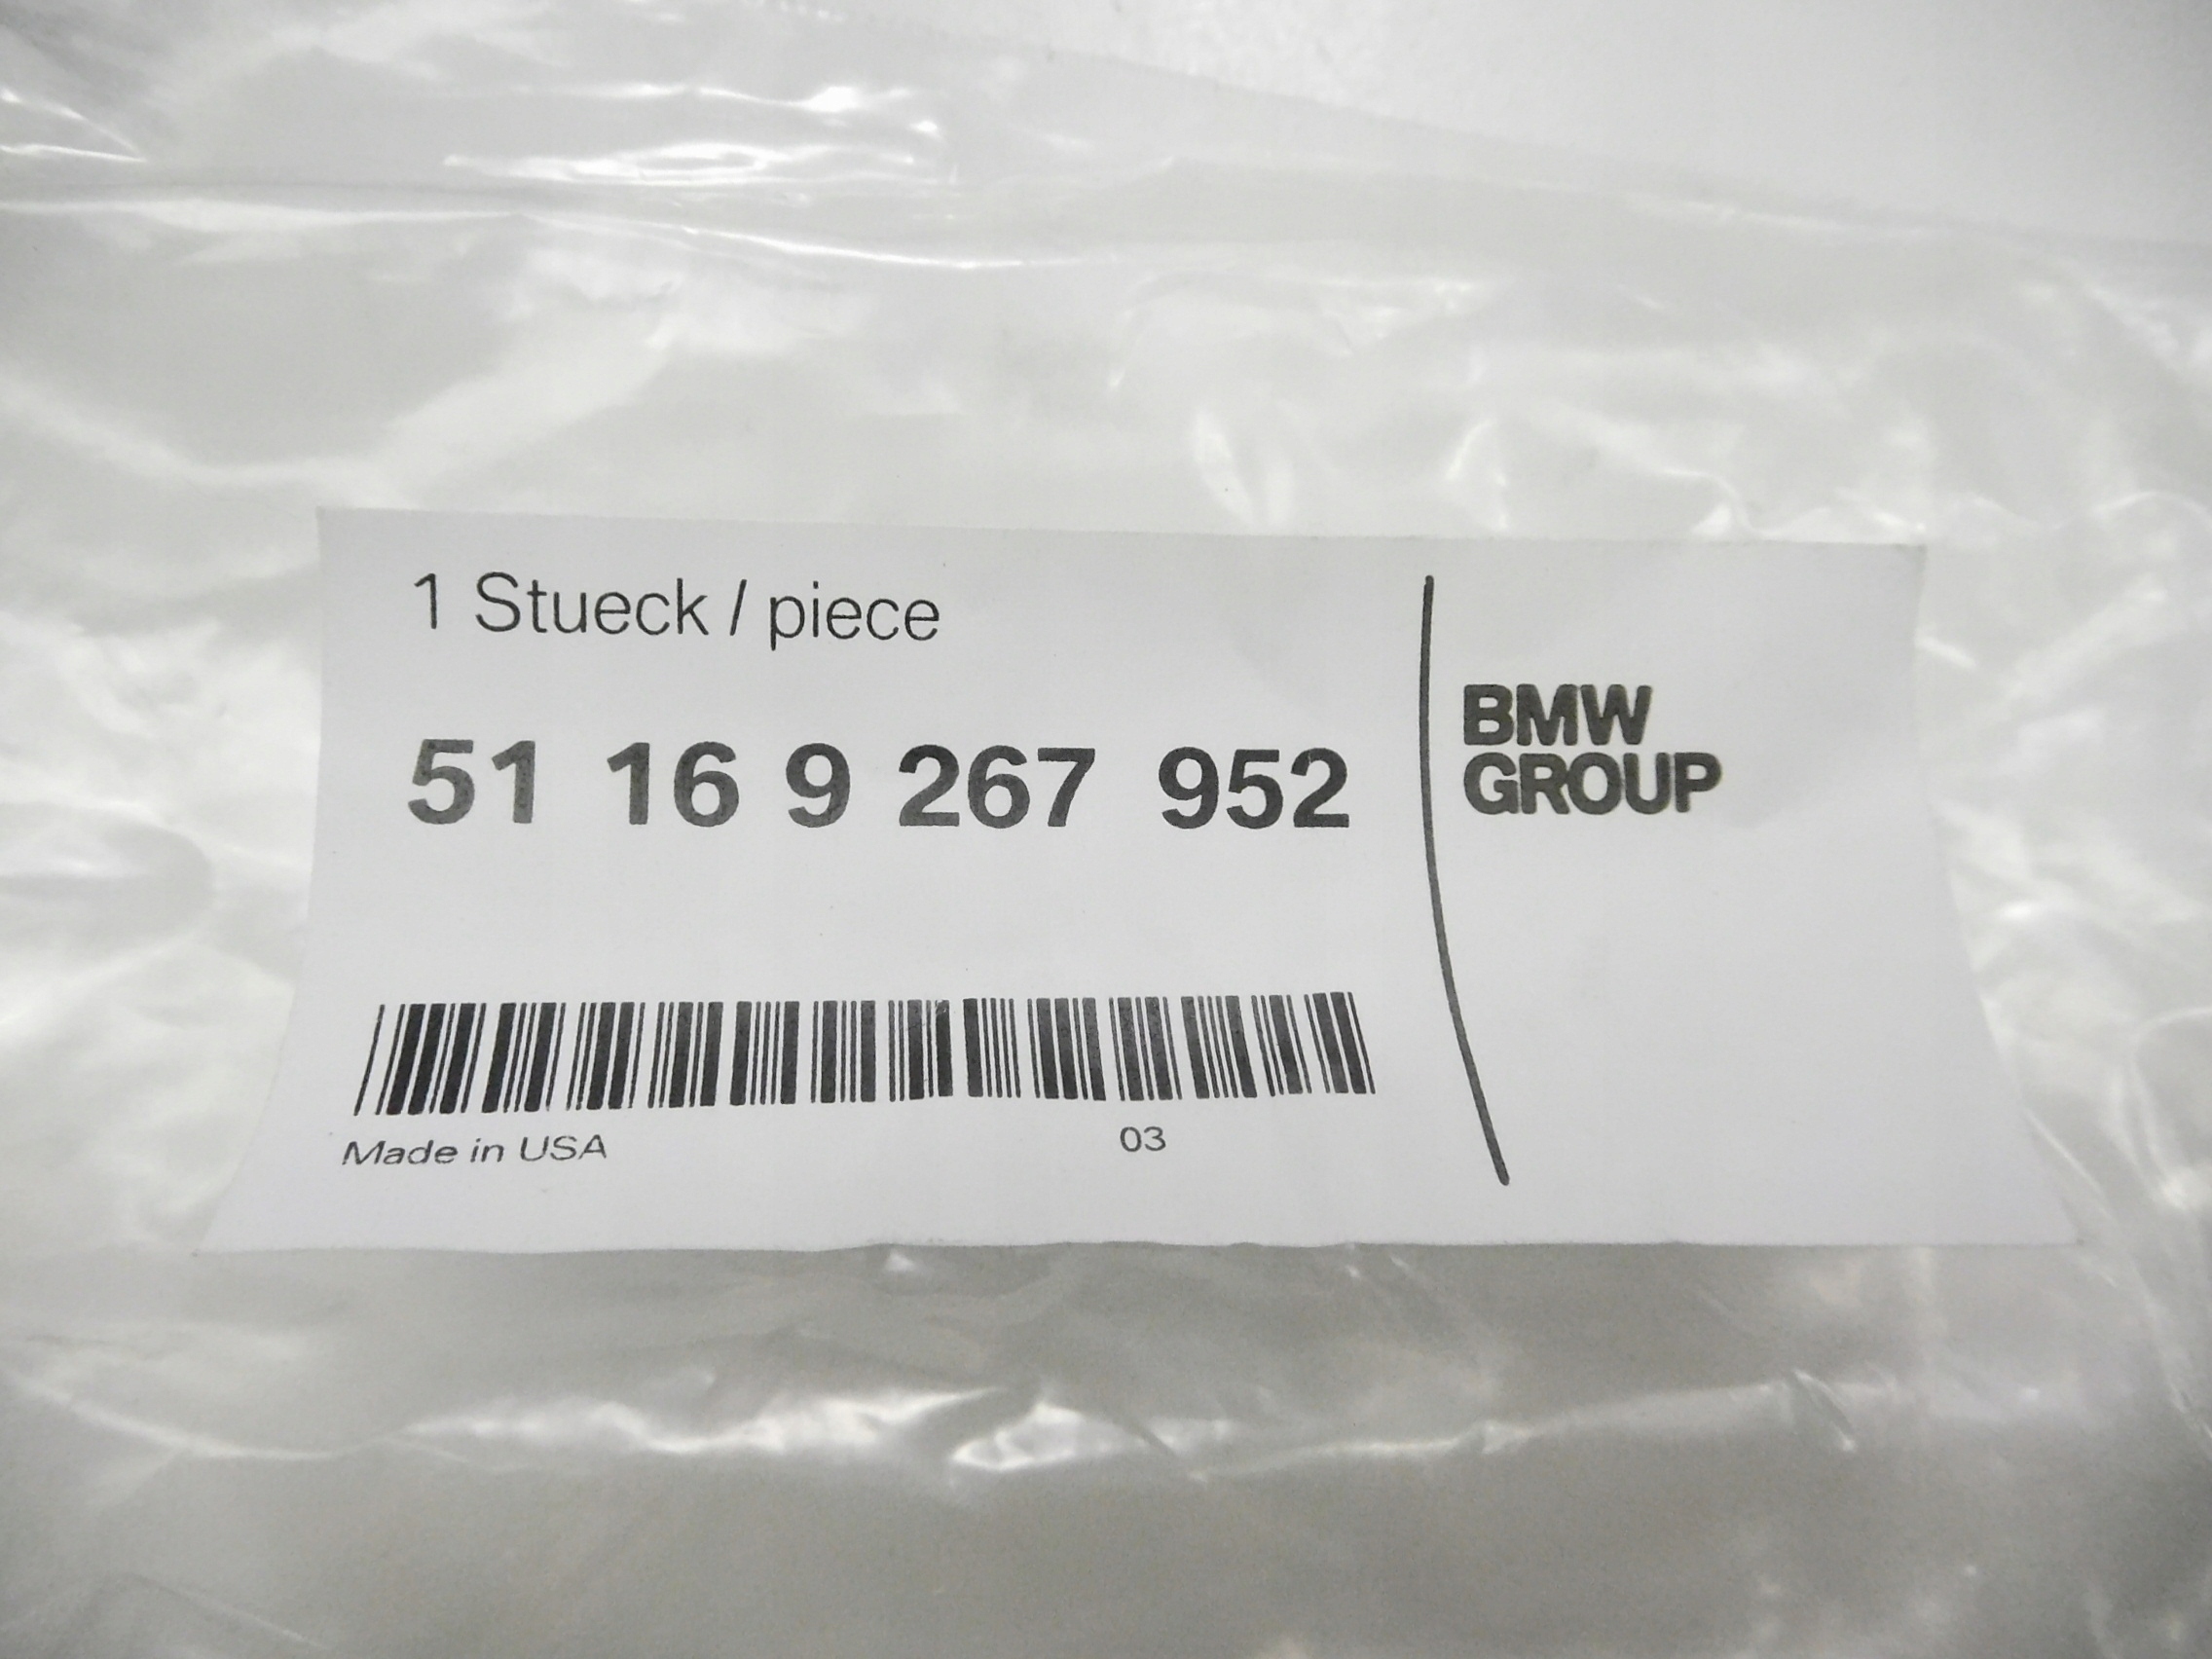 1 Stueck / piece
51 16 9 267 952
BMW
GROUP
Made in USA
03